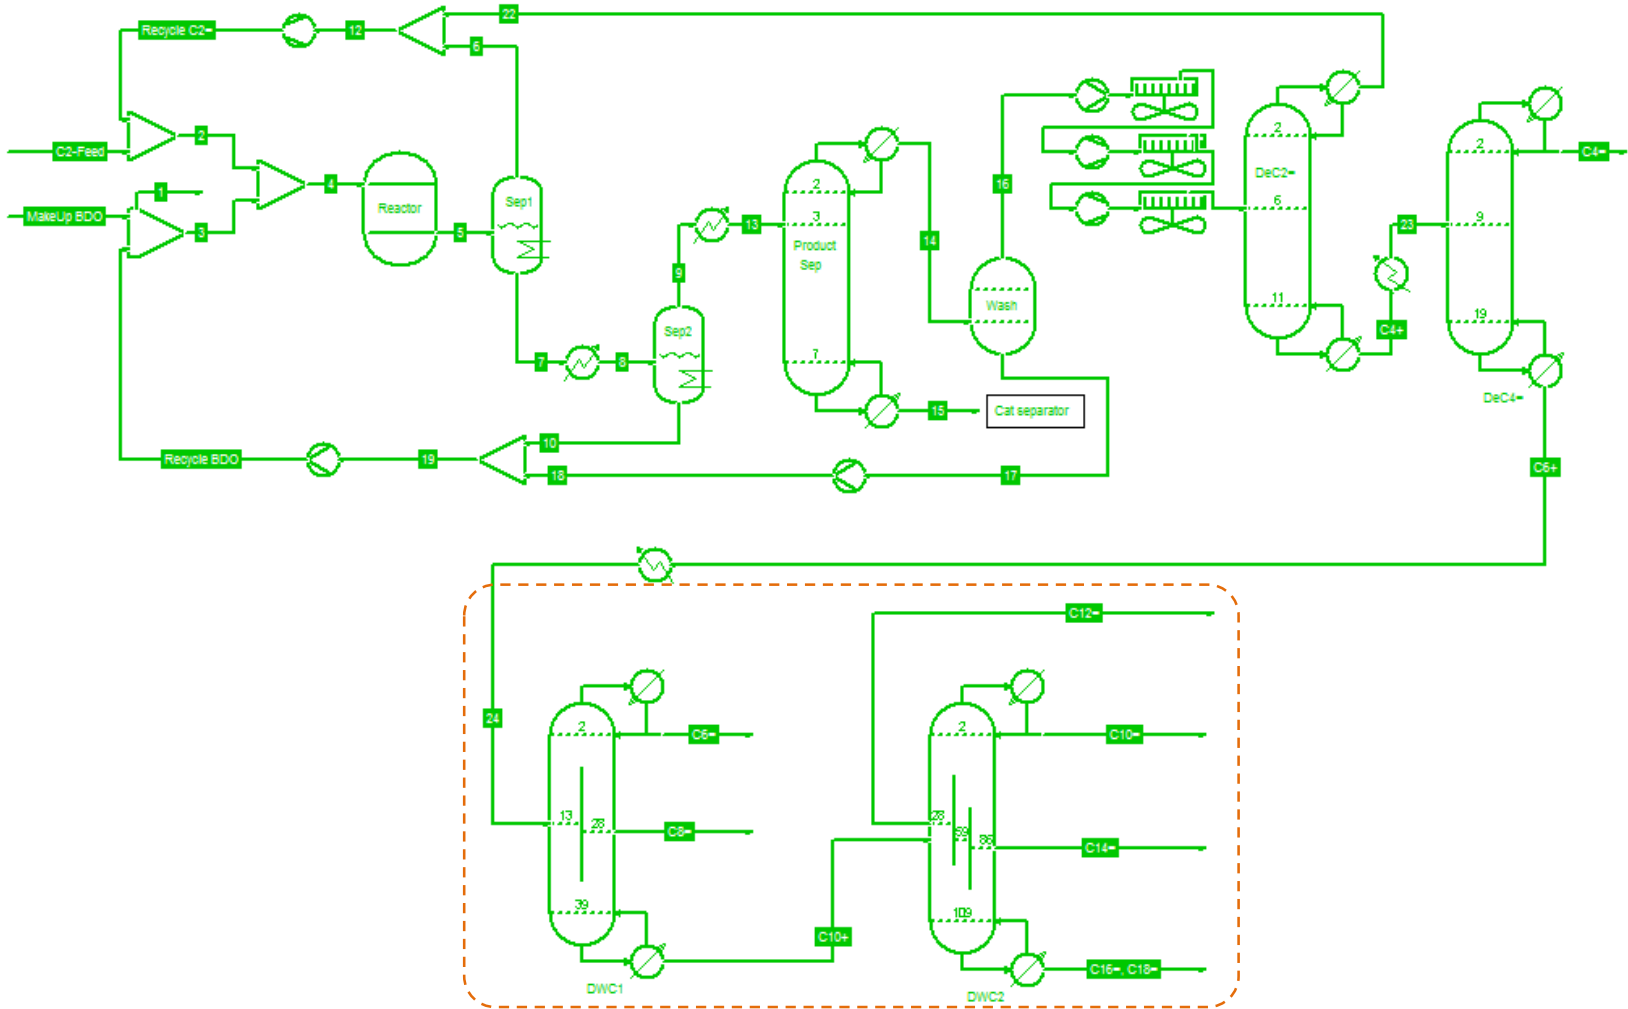 22
Recycle C2=
12
6
C2-Feed
2
1
MakeUp BDO
3
4
Reactor
5
Sep1
7
8
9
Sep2
10
13
2
3
Product
Sep
7
14
15
Cat separator
16
Wash
17
18
19
Recycle BDO
2
DeC2=
6
11
C4+
23
2
9
19
C4=
DeC4=
C6+
24
2
13
28
39
C6=
C8=
DWC1
C10+
C12=
2
28
59
86
109
C10=
C14=
C16=, C18=
DWC2